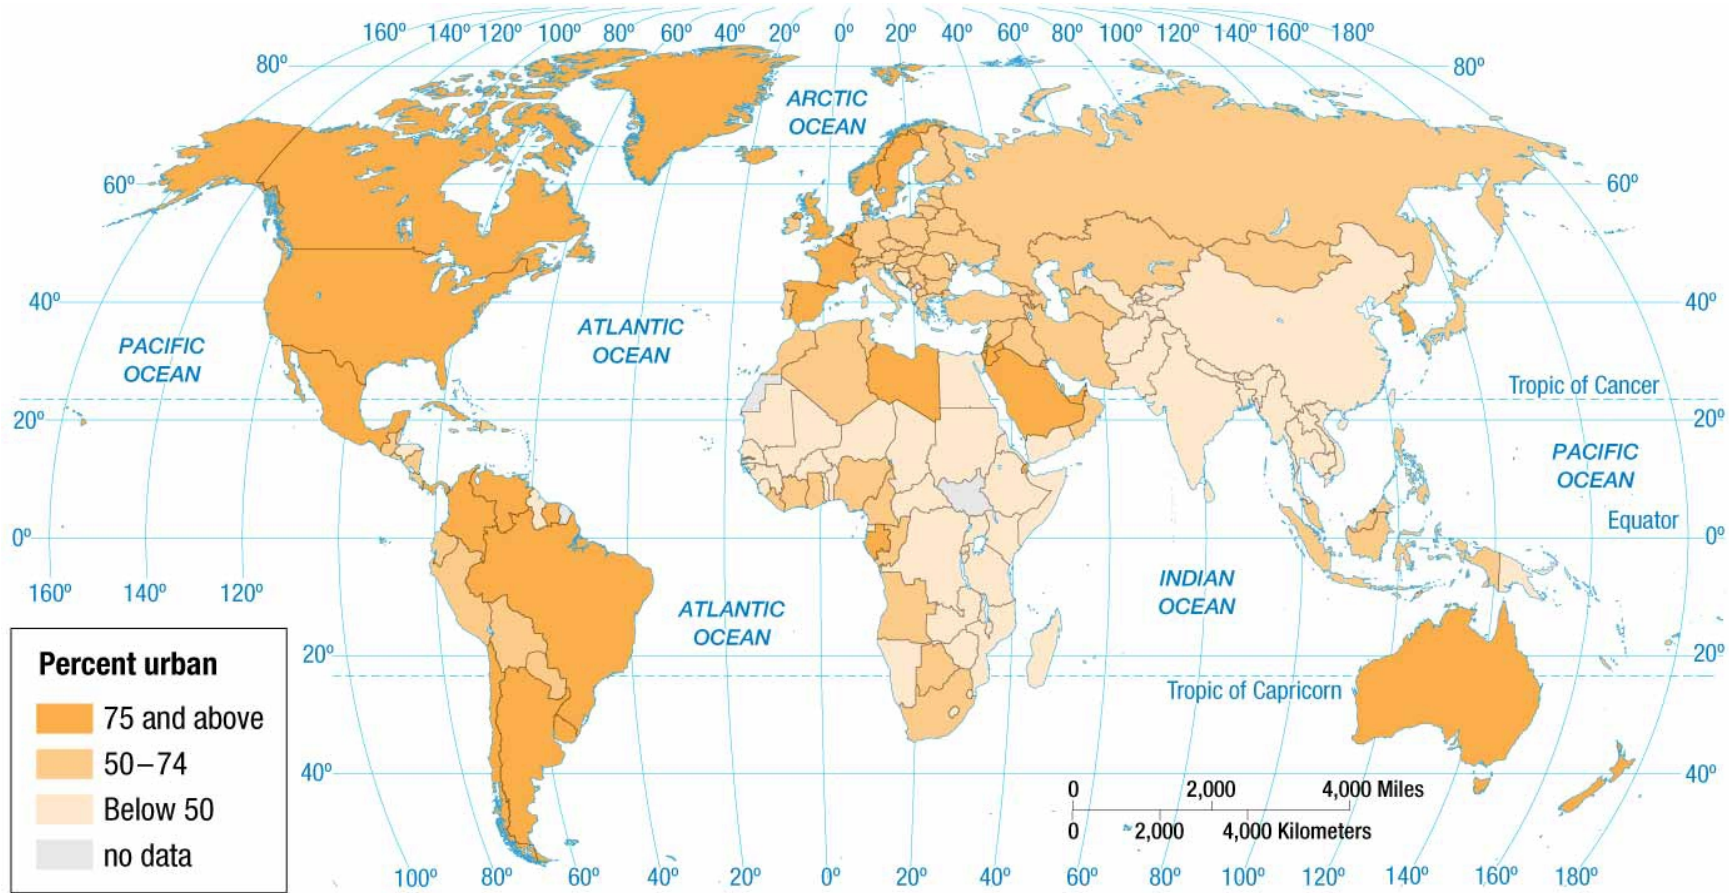 160º 140º 120º 100º 80º 60º 40º 20º 0º 20º 40º 60º 80º 100º 120º 140º 160º 180º
80º 80º
ARCTIC
OCEAN
60º 60º
40º 40º
ATLANTIC
OCEAN
PACIFIC
OCEAN
Tropic of Cancer
20º 20º
PACIFIC
OCEAN
Equator
0º 0º
160º 140º 120º
INDIAN
OCEAN
ATLANTIC
OCEAN
20º 20º
Tropic of Capricorn
40º 40º
Percent urban
75 and above
50–74
Below 50
no data
0 2,000 4,000 Miles
0 2,000 4,000 Kilometers
100º 80º 60º 40º 20º 0º 20º 40º 60º 80º 100º 120º 140º 160º 180º